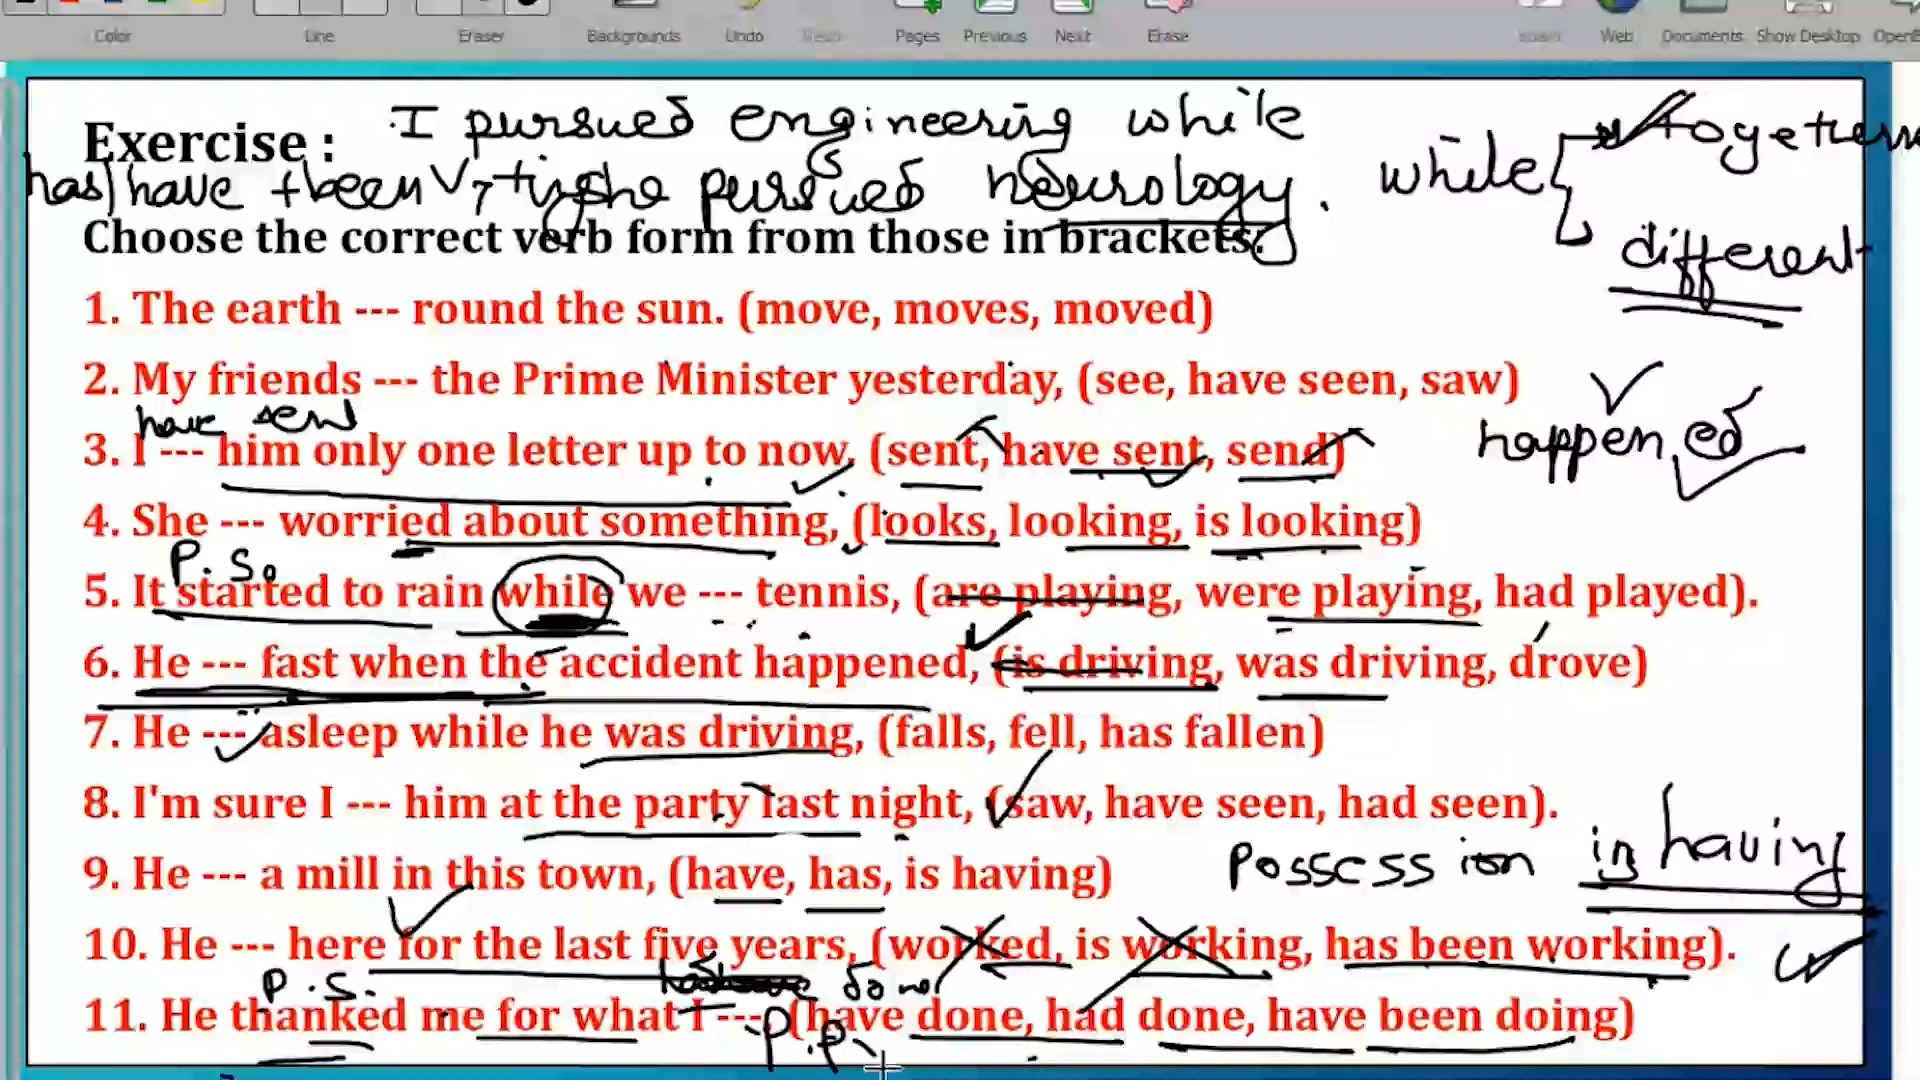 Color Line Eraser Backgrounds Undo Pages Previous Next Erase Web Documents Show Desktop
Exercise : I pursued engineering while
has/have + been she pursued neurology. while together
different
Choose the correct verb form from those in brackets.
1. The earth --- round the sun. (move, moves, moved)
2. My friends --- the Prime Minister yesterday, (see, have seen, saw)
have sent
3. I --- him only one letter up to now, (sent, have sent, send)
happened
4. She --- worried about something, (looks, looking, is looking)
P.S.
5. It started to rain while we --- tennis, (are playing, were playing, had played).
6. He --- fast when the accident happened, (is driving, was driving, drove)
7. He --- asleep while he was driving, (falls, fell, has fallen)
8. I'm sure I --- him at the party last night, (saw, have seen, had seen).
9. He --- a mill in this town, (have, has, is having)
Possession is having
10. He --- here for the last five years, (worked, is working, has been working).
P.S.
11. He thanked me for what I --- (have done, had done, have been doing)
P.P.